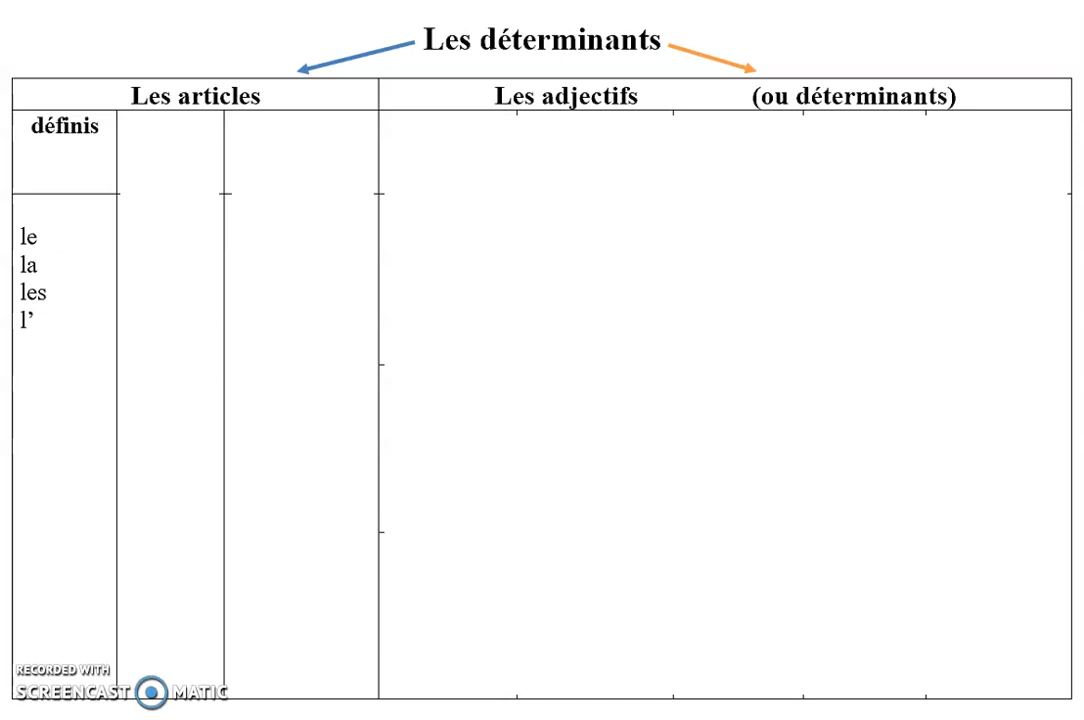 Les déterminants
Les articles
Les adjectifs (ou déterminants)
définis
le
la
les
l’
RECORDED WITH
SCREENCAST MATIC